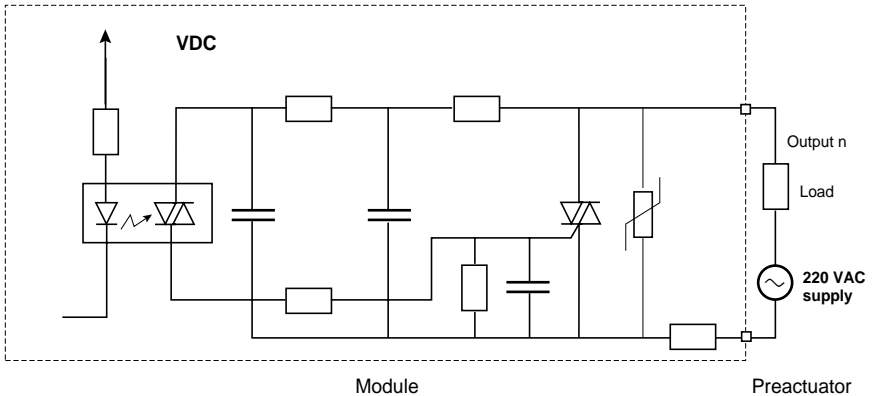 VDC
Output n
Load
220 VAC
supply
Module
Preactuator